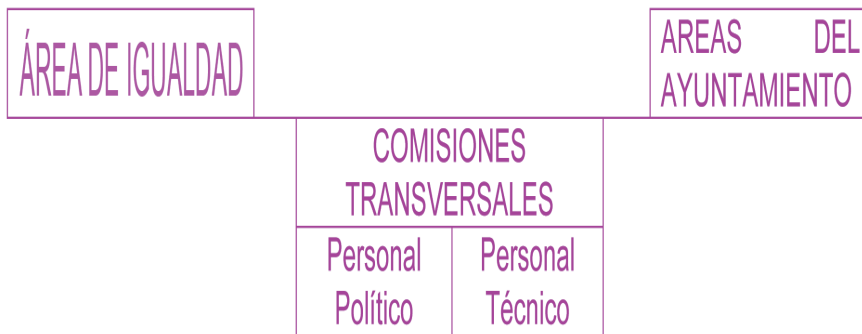 ÁREA DE IGUALDAD
AREAS DEL
AYUNTAMIENTO
COMISIONES
TRANSVERSALES
Personal
Político
Personal
Técnico